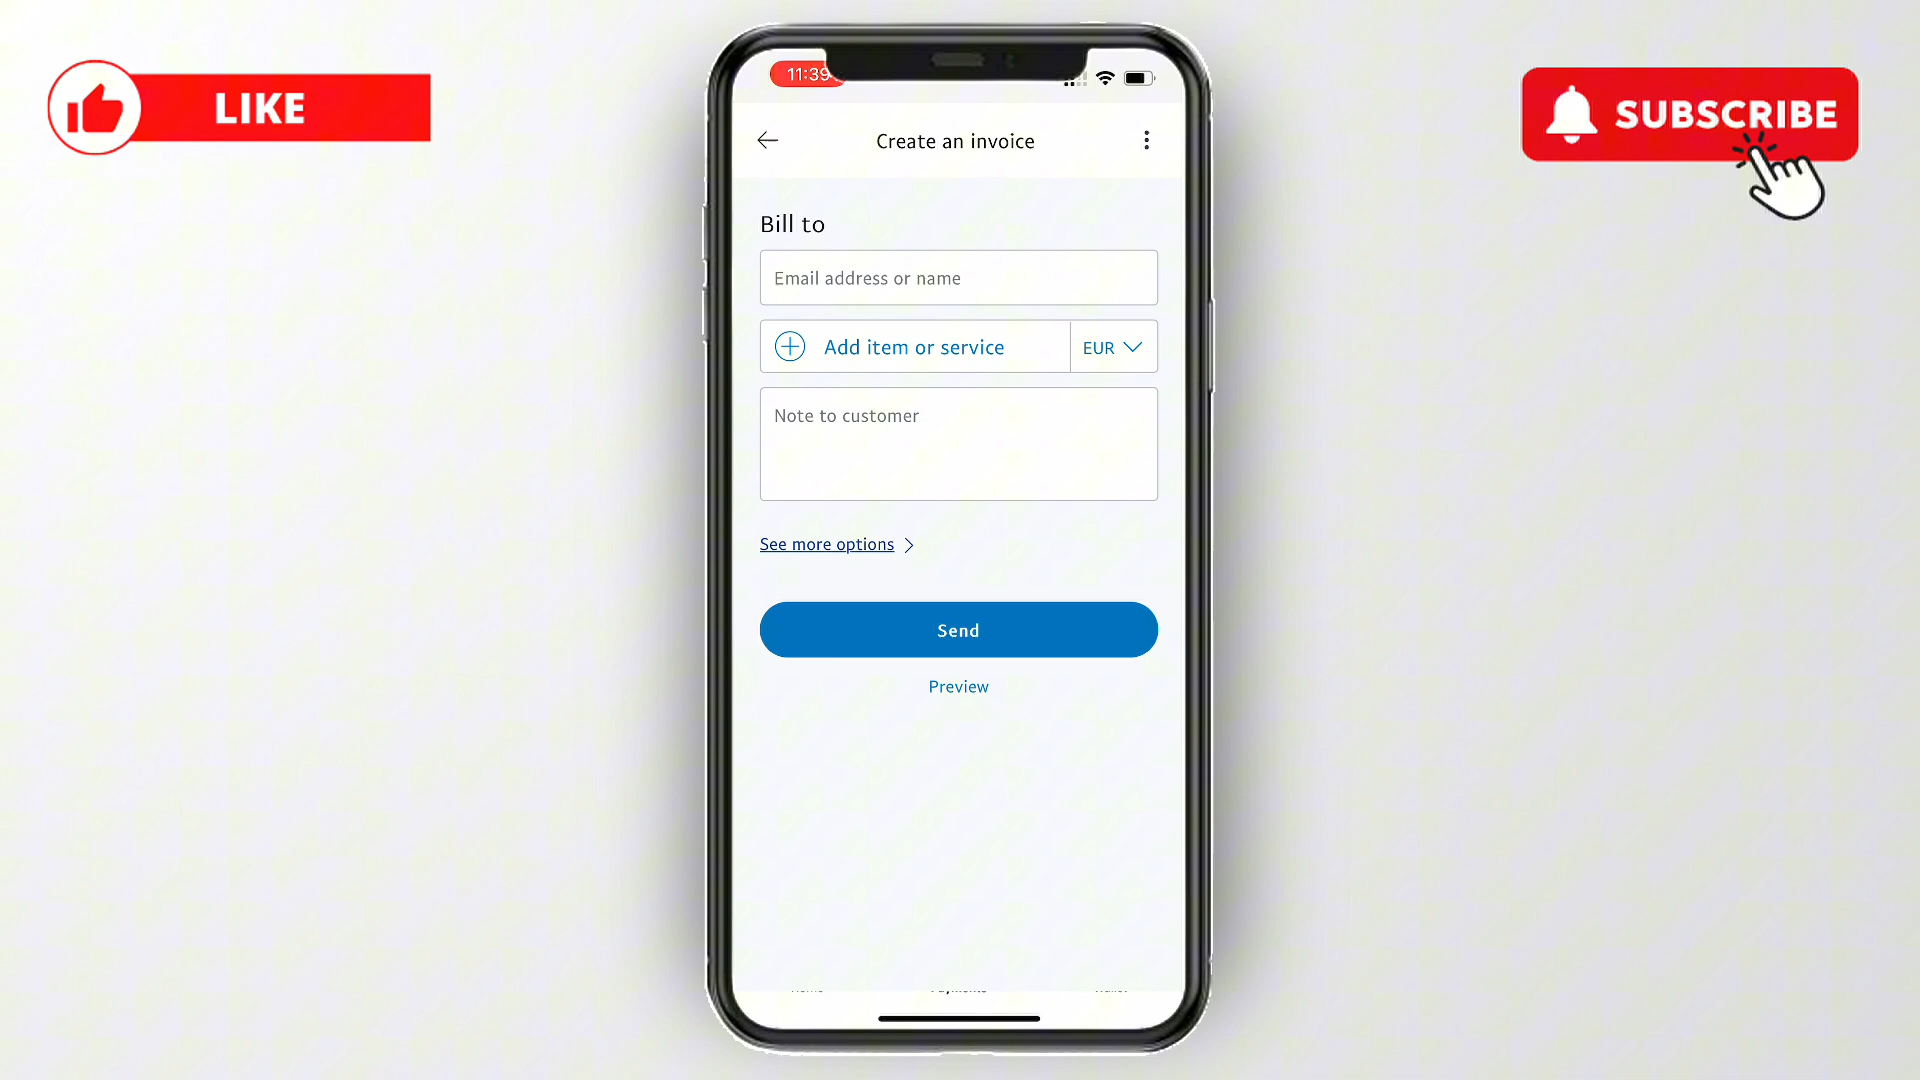 LIKE
SUBSCRIBE
11:39
Create an invoice
Bill to
Email address or name
Add item or service
EUR
Note to customer
See more options
Send
Preview